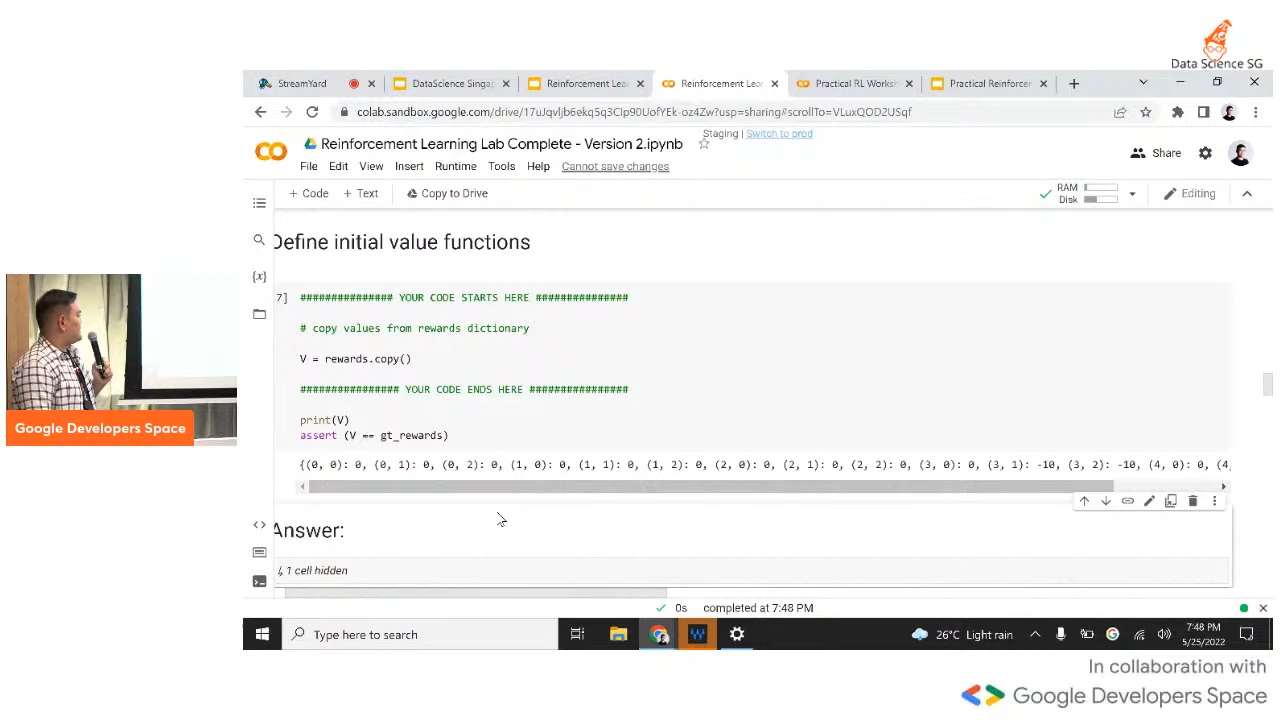 Data Science SG
StreamYard
DataScience Singap
Reinforcement Lea
Reinforcement Lea
Practical RL Worksh
Practical Reinforcer
colab.sandbox.google.com/drive/17uJqvljb6ekq5q3Clp90UofYEk-oz4Zw?usp=sharing#scrollTo=VLuxQOD2USqf
Reinforcement Learning Lab Complete - Version 2.ipynb
Staging | Switch to prod
File Edit View Insert Runtime Tools Help Cannot save changes
Share
+ Code + Text Copy to Drive
RAM
Disk
Editing
Define initial value functions
7]
############### YOUR CODE STARTS HERE ###############
# copy values from rewards dictionary
V = rewards.copy()
################ YOUR CODE ENDS HERE ################
print(V)
assert (V == gt_rewards)
{(0, 0): 0, (0, 1): 0, (0, 2): 0, (1, 0): 0, (1, 1): 0, (1, 2): 0, (2, 0): 0, (2, 1): 0, (2, 2): 0, (3, 0): 0, (3, 1): -10, (3, 2): -10, (4, 0): 0, (4,
Answer:
1 cell hidden
0s completed at 7:48 PM
Google Developers Space
Type here to search
26°C Light rain
7:48 PM
5/25/2022
In collaboration with
Google Developers Space